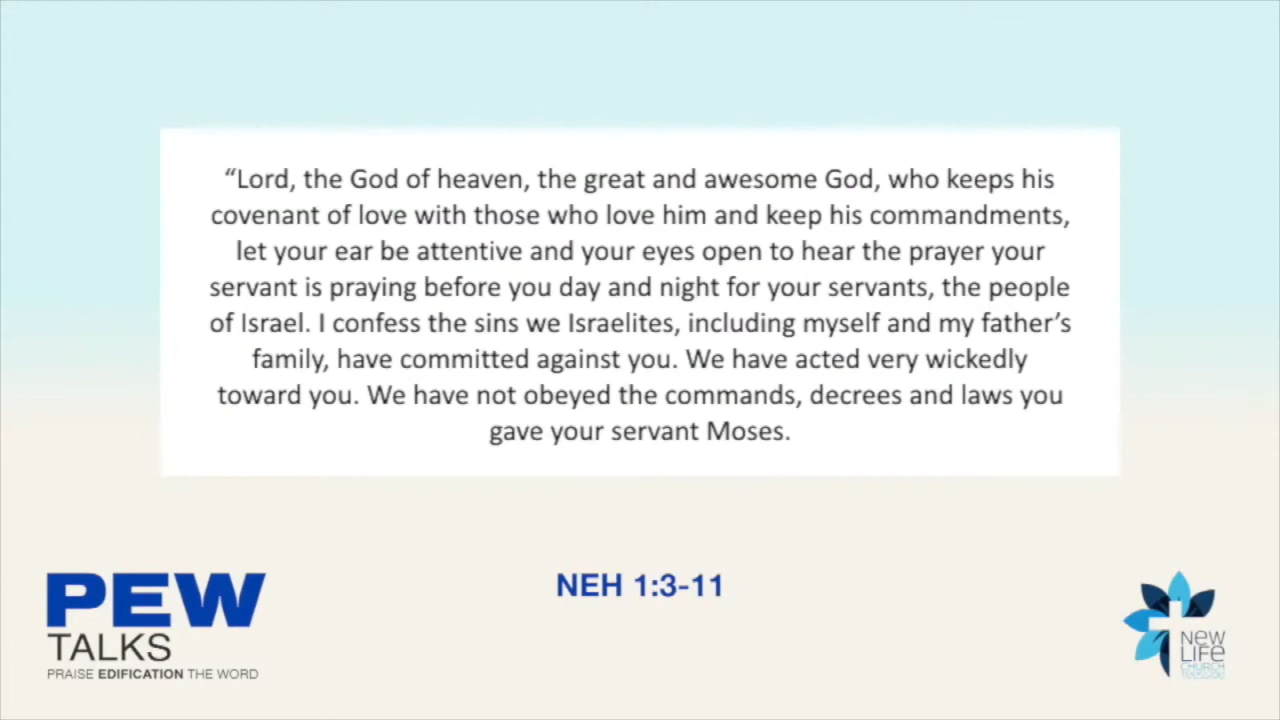 “Lord, the God of heaven, the great and awesome God, who keeps his
covenant of love with those who love him and keep his commandments,
let your ear be attentive and your eyes open to hear the prayer your
servant is praying before you day and night for your servants, the people
of Israel. I confess the sins we Israelites, including myself and my father’s
family, have committed against you. We have acted very wickedly
toward you. We have not obeyed the commands, decrees and laws you
gave your servant Moses.
NEH 1:3-11
PEW
TALKS
PRAISE EDIFICATION THE WORD
NEW
LIFE
CHURCH